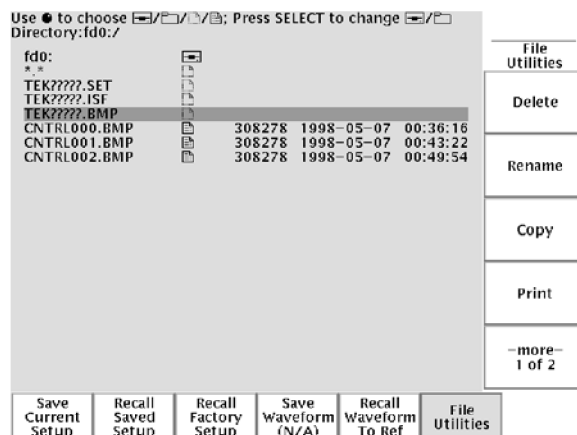 Use to choose / / / ; Press SELECT to change /
Directory:fd0:/
fd0:
*.*
TEK?????.SET
TEK?????.ISF
TEK?????.BMP
CNTRL000.BMP 308278 1998-05-07 00:36:16
CNTRL001.BMP 308278 1998-05-07 00:43:22
CNTRL002.BMP 308278 1998-05-07 00:49:54
File
Utilities
Delete
Rename
Copy
Print
-more-
1 of 2
Save
Current
Setup
Recall
Saved
Setup
Recall
Factory
Setup
Save
Waveform
(N/A)
Recall
Waveform
To Ref
File
Utilities